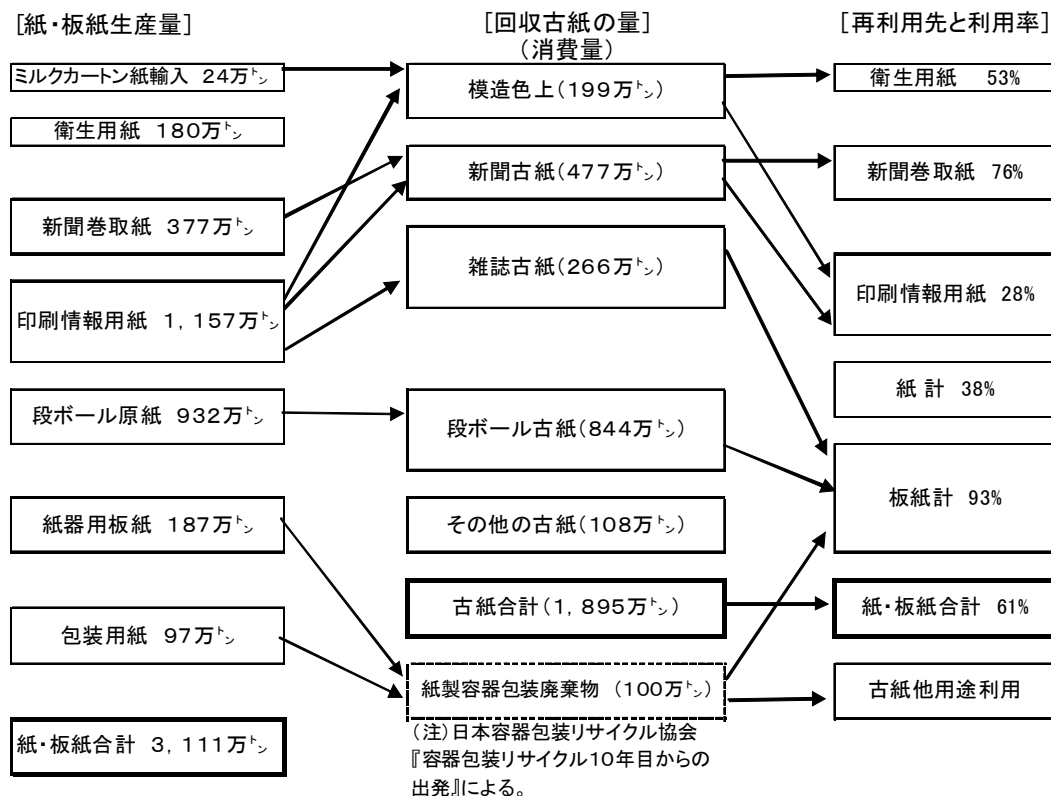 [紙・板紙生産量]
ミルクカートン紙輸入 24万㌧
衛生用紙 180万㌧
新聞巻取紙 377万㌧
印刷情報用紙 1,157万㌧
段ボール原紙 932万㌧
紙器用板紙 187万㌧
包装用紙 97万㌧
紙・板紙合計 3,111万㌧
[回収古紙の量]
(消費量)
模造色上(199万㌧)
新聞古紙(477万㌧)
雑誌古紙(266万㌧)
段ボール古紙(844万㌧)
その他の古紙(108万㌧)
古紙合計(1,895万㌧)
紙製容器包装廃棄物 (100万㌧)
(注)日本容器包装リサイクル協会
『容器包装リサイクル10年目からの
出発』による。
[再利用先と利用率]
衛生用紙 53%
新聞巻取紙 76%
印刷情報用紙 28%
紙 計 38%
板紙計 93%
紙・板紙合計 61%
古紙他用途利用